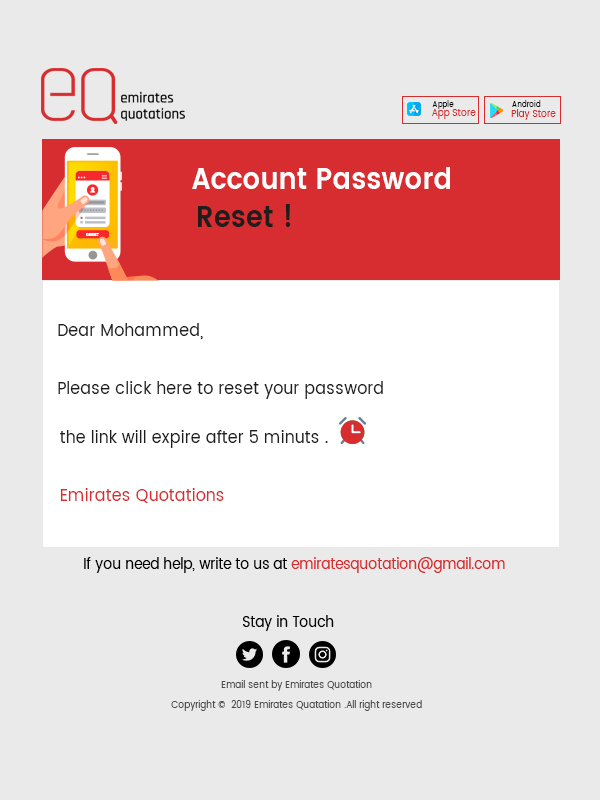 eQ
emirates
quotations
Apple
App Store
Android
Play Store
Account Password
Reset !
Dear Mohammed,
Please click here to reset your password
the link will expire after 5 minuts .
Emirates Quotations
If you need help, write to us at emiratesquotation@gmail.com
Stay in Touch
Email sent by Emirates Quotation
Copyright © 2019 Emirates Quatation .All right reserved